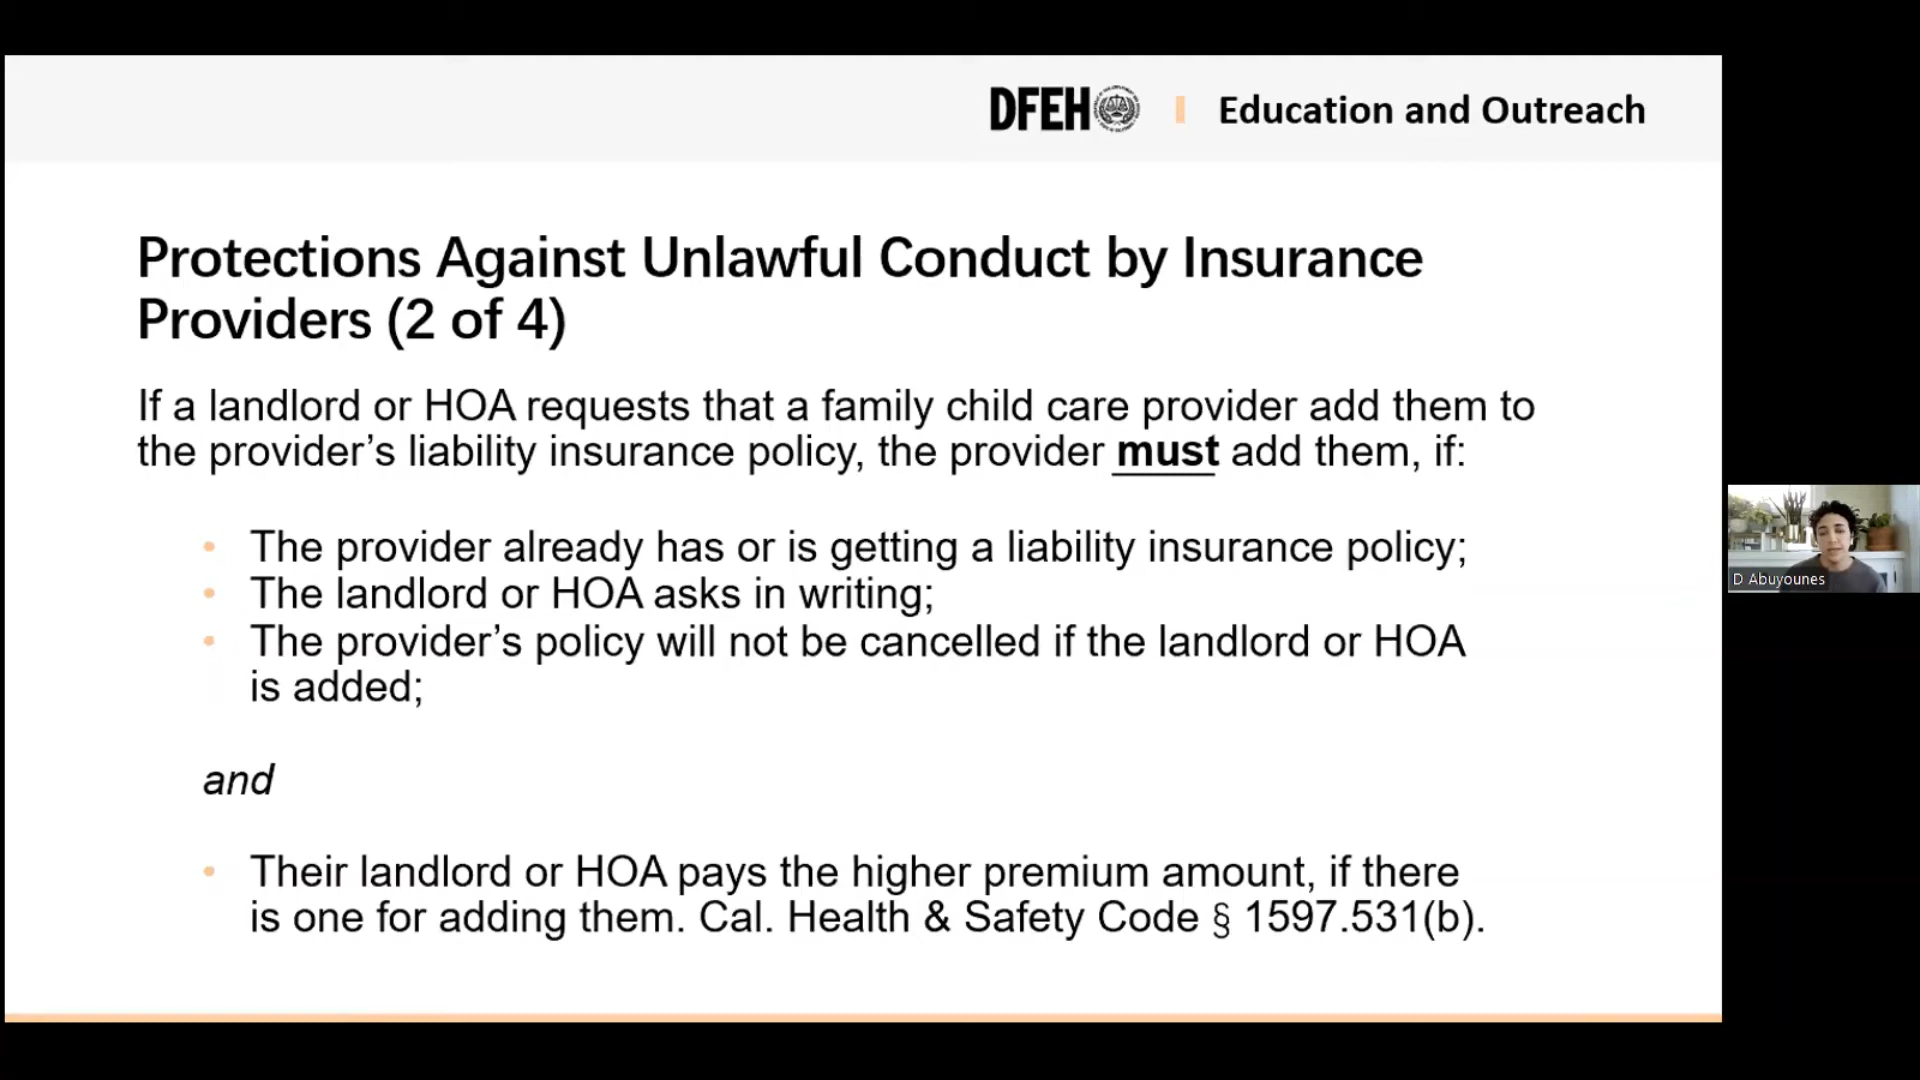 DFEH
Education and Outreach
Protections Against Unlawful Conduct by Insurance
Providers (2 of 4)
If a landlord or HOA requests that a family child care provider add them to
the provider’s liability insurance policy, the provider must add them, if:
• The provider already has or is getting a liability insurance policy;
• The landlord or HOA asks in writing;
• The provider’s policy will not be cancelled if the landlord or HOA
is added;
and
• Their landlord or HOA pays the higher premium amount, if there
is one for adding them. Cal. Health & Safety Code § 1597.531(b).
D Abuyounes